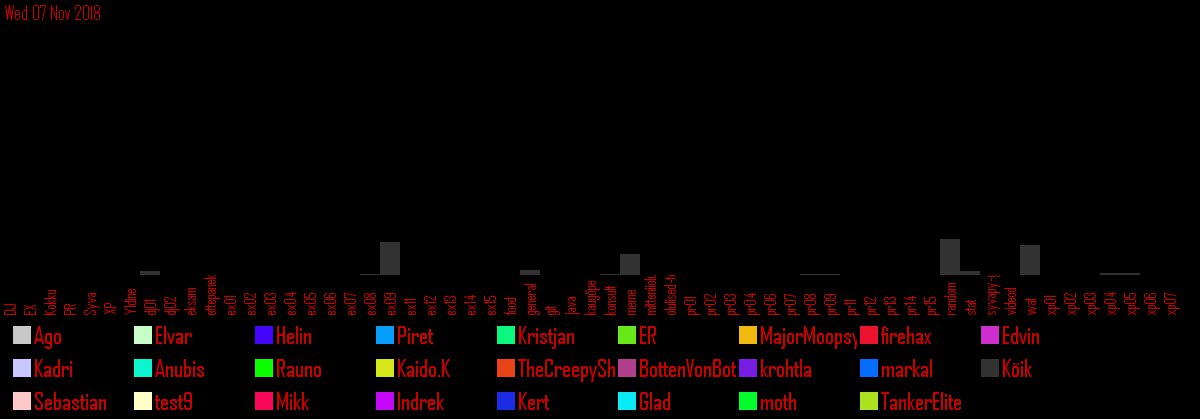 Wed 07 Nov 2018
DJ EX Kokku PR Syva XP Yldine dj01 dj02 eksam ettepanek ex01 ex02 ex03 ex04 ex05 ex06 ex07 ex08 ex09 ex11 ex12 ex13 ex14 ex15 food general git java konsult meme pr01 pr02 pr03 pr04 pr06 pr07 pr08 pr09 pr11 pr12 pr13 pr14 pr15 random stat videod wat xp01 xp02 xp03 xp04 xp05 xp06 xp07
Ago Elvar Helin Piret Kristjan ER MajorMoopsy firehax Edvin
Kadri Anubis Rauno Kaido.K TheCreepySh BottenVonBot krohtla markal Kõik
Sebastian test9 Mikk Indrek Kert Glad moth TankerElite